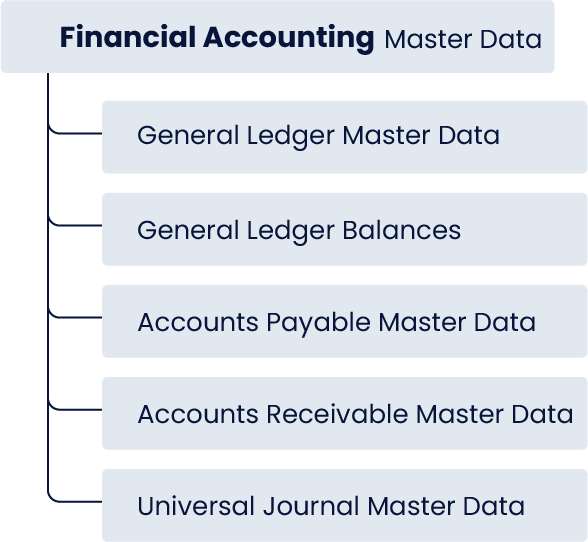 Financial Accounting Master Data
General Ledger Master Data
General Ledger Balances
Accounts Payable Master Data
Accounts Receivable Master Data
Universal Journal Master Data